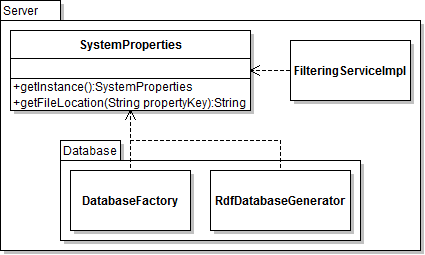 Server
SystemProperties
FilteringServiceImpl
+getInstance():SystemProperties
+getFileLocation(String propertyKey):String
Database
DatabaseFactory
RdfDatabaseGenerator